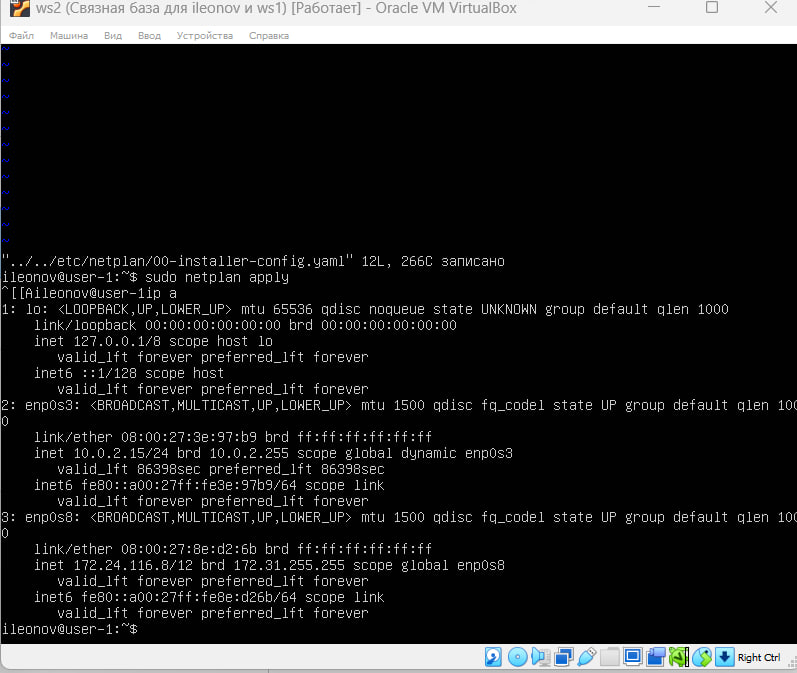 ws2 (Связная база для ileonov и ws1) [Работает] - Oracle VM VirtualBox
Файл Машина Вид Ввод Устройства Справка
~
~
~
~
~
~
~
~
~
~
~
~
~
"../../etc/netplan/00-installer-config.yaml" 12L, 266C записано
ileonov@user-1:~$ sudo netplan apply
^[[Aileonov@user-1ip a
1: lo: <LOOPBACK,UP,LOWER_UP> mtu 65536 qdisc noqueue state UNKNOWN group default qlen 1000
link/loopback 00:00:00:00:00:00 brd 00:00:00:00:00:00
inet 127.0.0.1/8 scope host lo
valid_lft forever preferred_lft forever
inet6 ::1/128 scope host
valid_lft forever preferred_lft forever
2: enp0s3: <BROADCAST,MULTICAST,UP,LOWER_UP> mtu 1500 qdisc fq_codel state UP group default qlen 100
0
link/ether 08:00:27:3e:97:b9 brd ff:ff:ff:ff:ff:ff
inet 10.0.2.15/24 brd 10.0.2.255 scope global dynamic enp0s3
valid_lft 86398sec preferred_lft 86398sec
inet6 fe80::a00:27ff:fe3e:97b9/64 scope link
valid_lft forever preferred_lft forever
3: enp0s8: <BROADCAST,MULTICAST,UP,LOWER_UP> mtu 1500 qdisc fq_codel state UP group default qlen 100
0
link/ether 08:00:27:8e:d2:6b brd ff:ff:ff:ff:ff:ff
inet 172.24.116.8/12 brd 172.31.255.255 scope global enp0s8
valid_lft forever preferred_lft forever
inet6 fe80::a00:27ff:fe8e:d26b/64 scope link
valid_lft forever preferred_lft forever
ileonov@user-1:~$
Right Ctrl